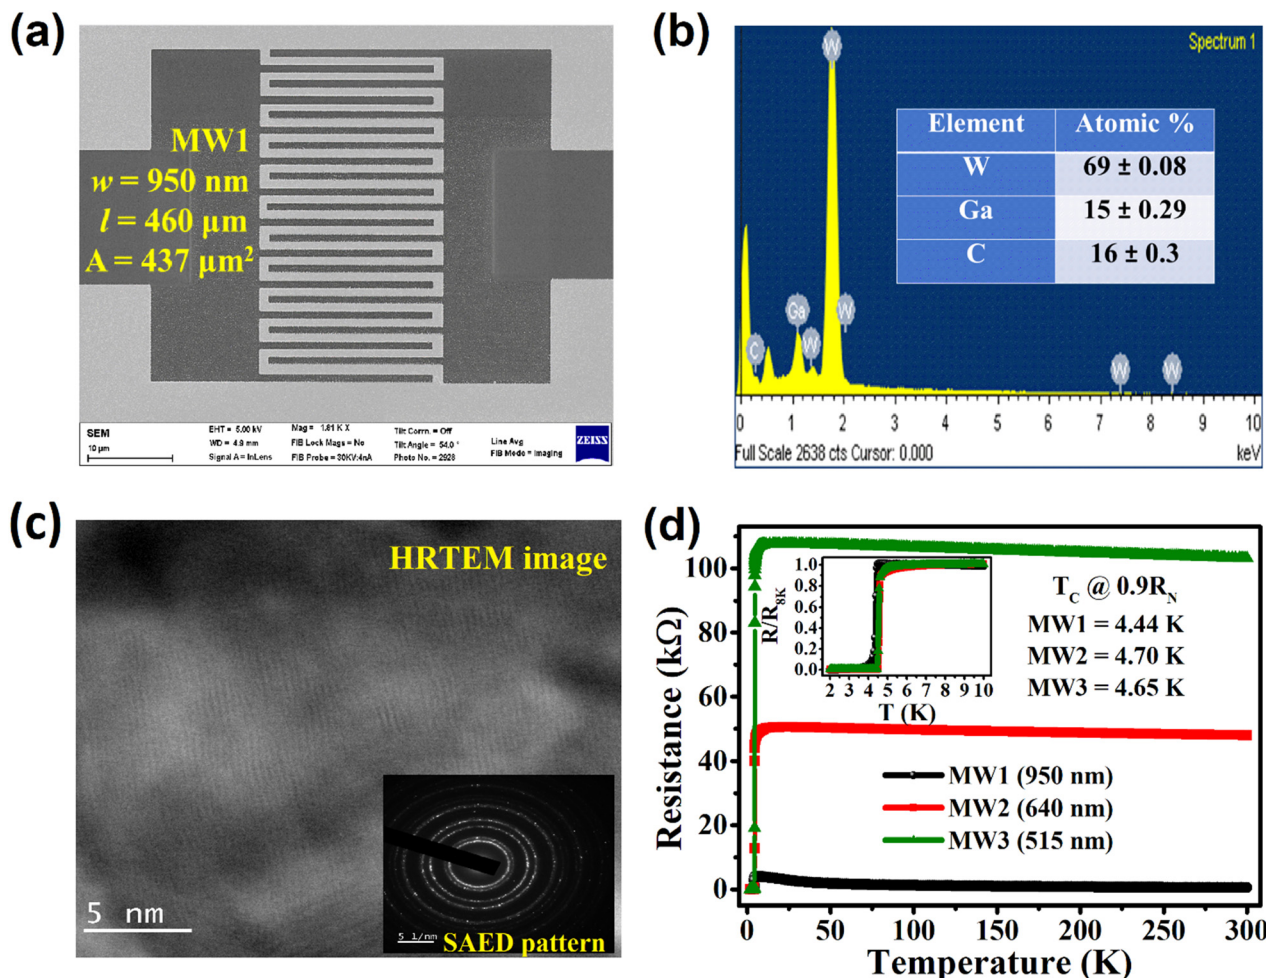 (a)
MW1
w = 950 nm
l = 460 µm
A = 437 µm²
SEM
10 µm
EHT = 5.00 kV
WD = 4.9 mm
Signal A = InLens
Mag = 1.81 K X
FIB Lock Mags = No
FIB Probe = 30KV:4nA
Tilt Corrn. = Off
Tilt Angle = 54.0 °
Photo No. = 2928
Line Avg
FIB Mode = Imaging
ZEISS
(b)
Spectrum 1
W
Element Atomic %
W 69 ± 0.08
Ga 15 ± 0.29
C 16 ± 0.3
C
Ga
W
W
W
W
0 1 2 3 4 5 6 7 8 9 10
Full Scale 2638 cts Cursor: 0.000
keV
(c)
HRTEM image
5 nm
5 1/nm
SAED pattern
(d)
Resistance (kΩ)
100
80
60
40
20
0
R/R8K
1.0
0.8
0.6
0.4
0.2
0.0
2 3 4 5 6 7 8 9 10
T (K)
TC @ 0.9RN
MW1 = 4.44 K
MW2 = 4.70 K
MW3 = 4.65 K
MW1 (950 nm)
MW2 (640 nm)
MW3 (515 nm)
0 50 100 150 200 250 300
Temperature (K)